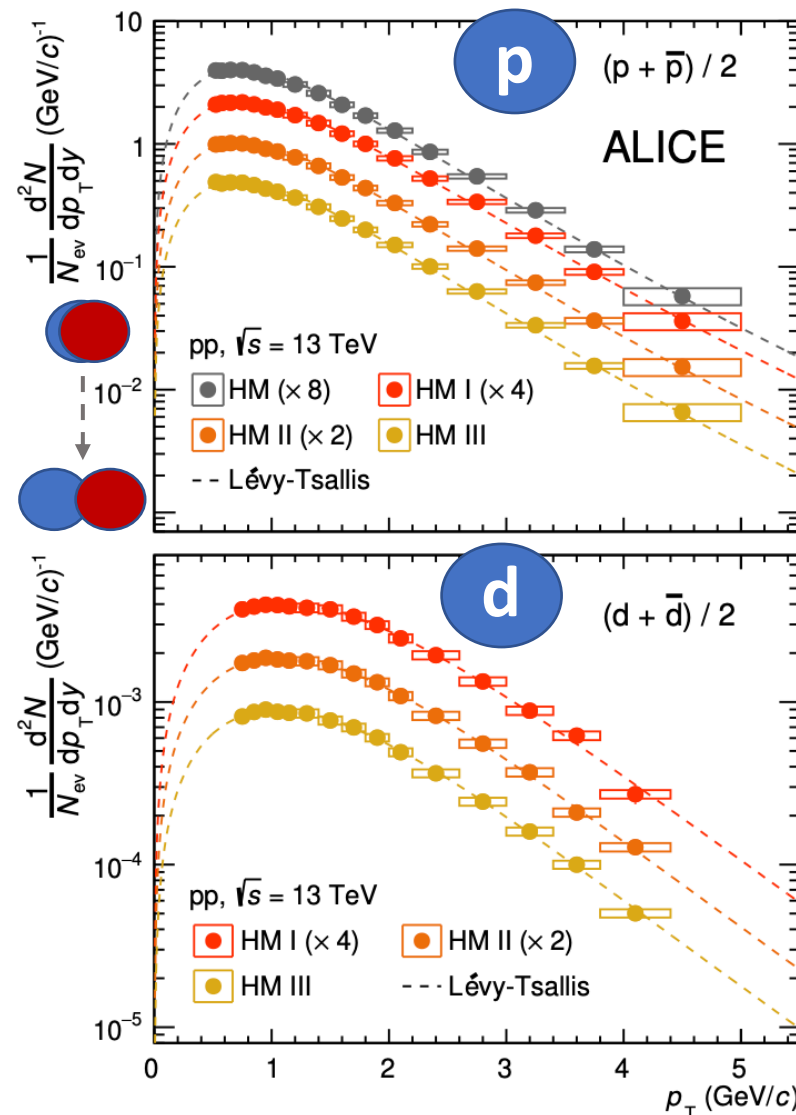 10
1
10⁻¹
10⁻²
1/N_ev d²N/dp_T dy (GeV/c)⁻¹
p
(p + p̅) / 2
ALICE
pp, √s = 13 TeV
HM (× 8) HM I (× 4)
HM II (× 2) HM III
Lévy-Tsallis
d
(d + d̅) / 2
1/N_ev d²N/dp_T dy (GeV/c)⁻¹
10⁻³
10⁻⁴
10⁻⁵
pp, √s = 13 TeV
HM I (× 4) HM II (× 2)
HM III Lévy-Tsallis
0 1 2 3 4 5
p_T (GeV/c)